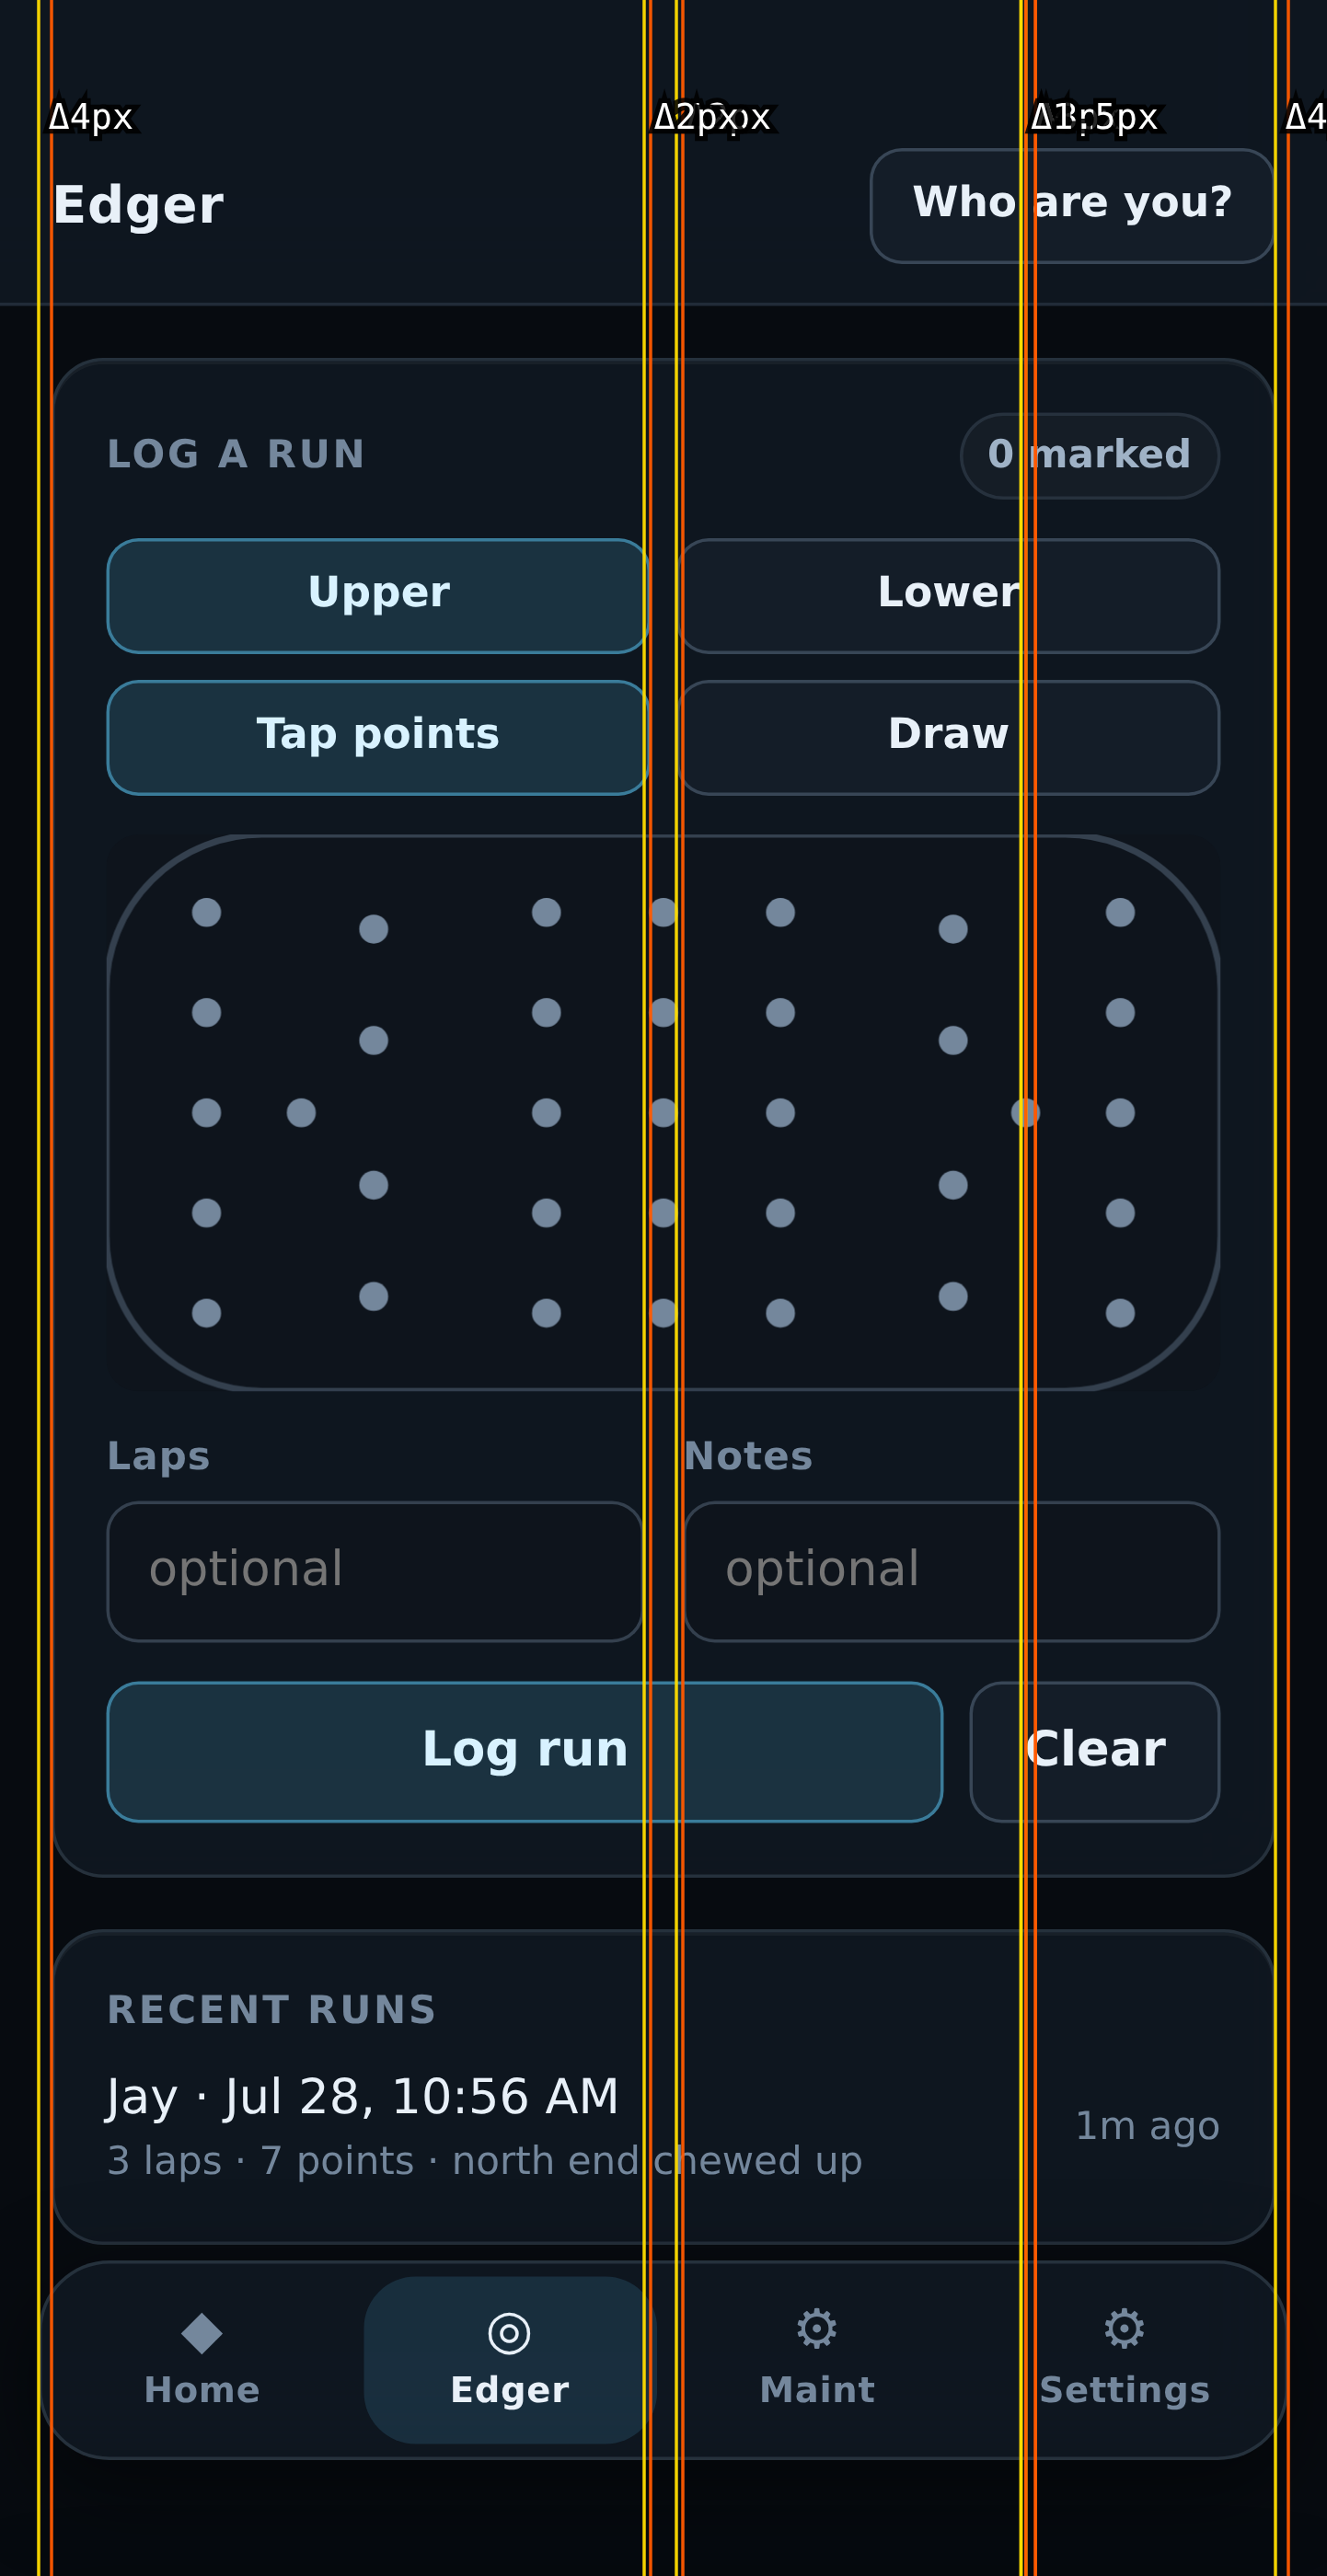 Δ4px
Δ2px
Δ4
Edger
Who are you?
LOG A RUN
0 marked
Upper
Lower
Tap points
Draw
Laps
Notes
optional
optional
Log run
Clear
RECENT RUNS
Jay · Jul 28, 10:56 AM
1m ago
3 laps · 7 points · north end chewed up
Home
Edger
Maint
Settings